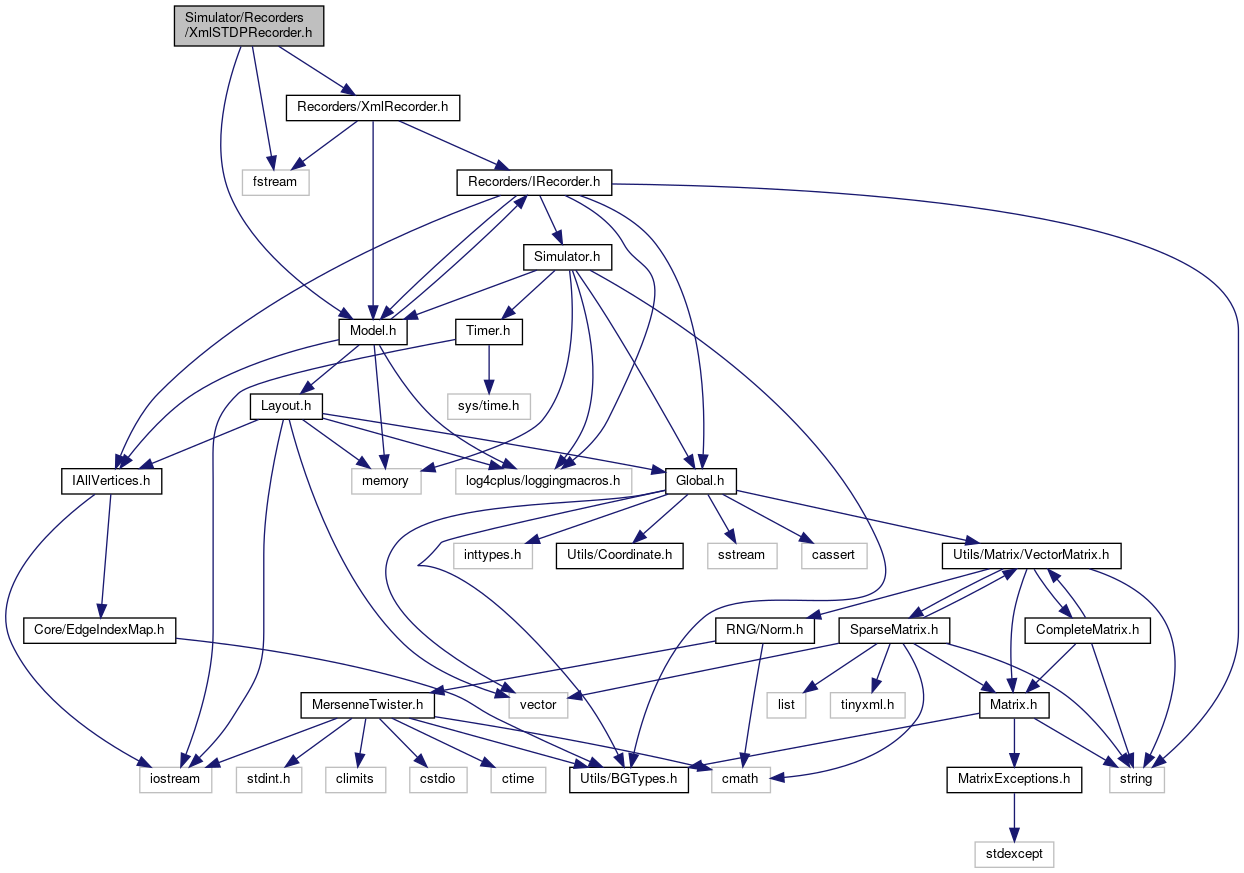 Simulator/Recorders
/XmlSTDPRecorder.h
Recorders/XmlRecorder.h
fstream
Recorders/IRecorder.h
Simulator.h
Model.h
Timer.h
Layout.h
sys/time.h
IAllVertices.h
memory
log4cplus/loggingmacros.h
Global.h
inttypes.h
Utils/Coordinate.h
sstream
cassert
Utils/Matrix/VectorMatrix.h
Core/EdgeIndexMap.h
RNG/Norm.h
SparseMatrix.h
CompleteMatrix.h
MersenneTwister.h
vector
list
tinyxml.h
Matrix.h
iostream
stdint.h
climits
cstdio
ctime
Utils/BGTypes.h
cmath
MatrixExceptions.h
string
stdexcept